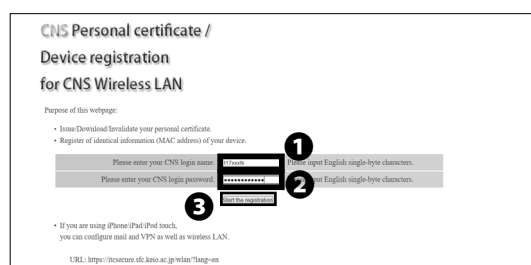 CNS Personal certificate /
Device registration
for CNS Wireless LAN
Purpose of this webpage:
• Issue/Download/Invalidate your personal certificate.
• Register of identical information (MAC address) of your device.
1
Please enter your CNS login name. Please input English single-byte characters.
Please enter your CNS login password. ●●●●●●●●●●●● 2 input English single-byte characters.
3 Start the registration
• If you are using iPhone/iPad/iPod touch,
you can configure mail and VPN as well as wireless LAN.
URL: https://itcsecure.sfc.keio.ac.jp/wlan/?lang=en